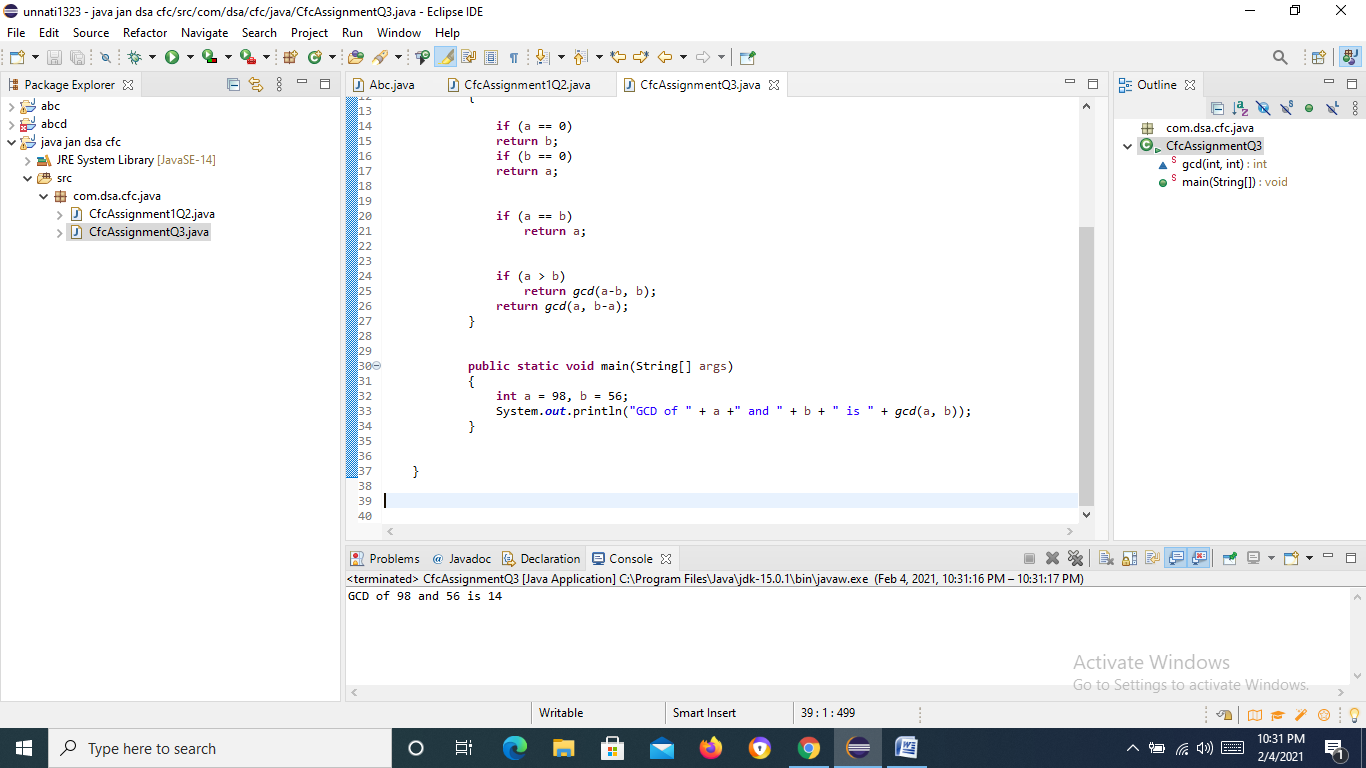 unnati1323 - java jan dsa cfc/src/com/dsa/cfc/java/CfcAssignmentQ3.java - Eclipse IDE
File Edit Source Refactor Navigate Search Project Run Window Help
Package Explorer
abc
abcd
java jan dsa cfc
JRE System Library [JavaSE-14]
src
com.dsa.cfc.java
CfcAssignment1Q2.java
CfcAssignmentQ3.java
Abc.java CfcAssignment1Q2.java CfcAssignmentQ3.java
12 {
13
14 if (a == 0)
15 return b;
16 if (b == 0)
17 return a;
18
19
20 if (a == b)
21 return a;
22
23
24 if (a > b)
25 return gcd(a-b, b);
26 return gcd(a, b-a);
27 }
28
29
30 public static void main(String[] args)
31 {
32 int a = 98, b = 56;
33 System.out.println("GCD of " + a +" and " + b + " is " + gcd(a, b));
34 }
35
36
37 }
38
39
40
Outline
com.dsa.cfc.java
CfcAssignmentQ3
gcd(int, int) : int
main(String[]) : void
Problems @ Javadoc Declaration Console
<terminated> CfcAssignmentQ3 [Java Application] C:\Program Files\Java\jdk-15.0.1\bin\javaw.exe (Feb 4, 2021, 10:31:16 PM – 10:31:17 PM)
GCD of 98 and 56 is 14
Activate Windows
Go to Settings to activate Windows.
Writable Smart Insert 39 : 1 : 499
Type here to search
10:31 PM
2/4/2021
1